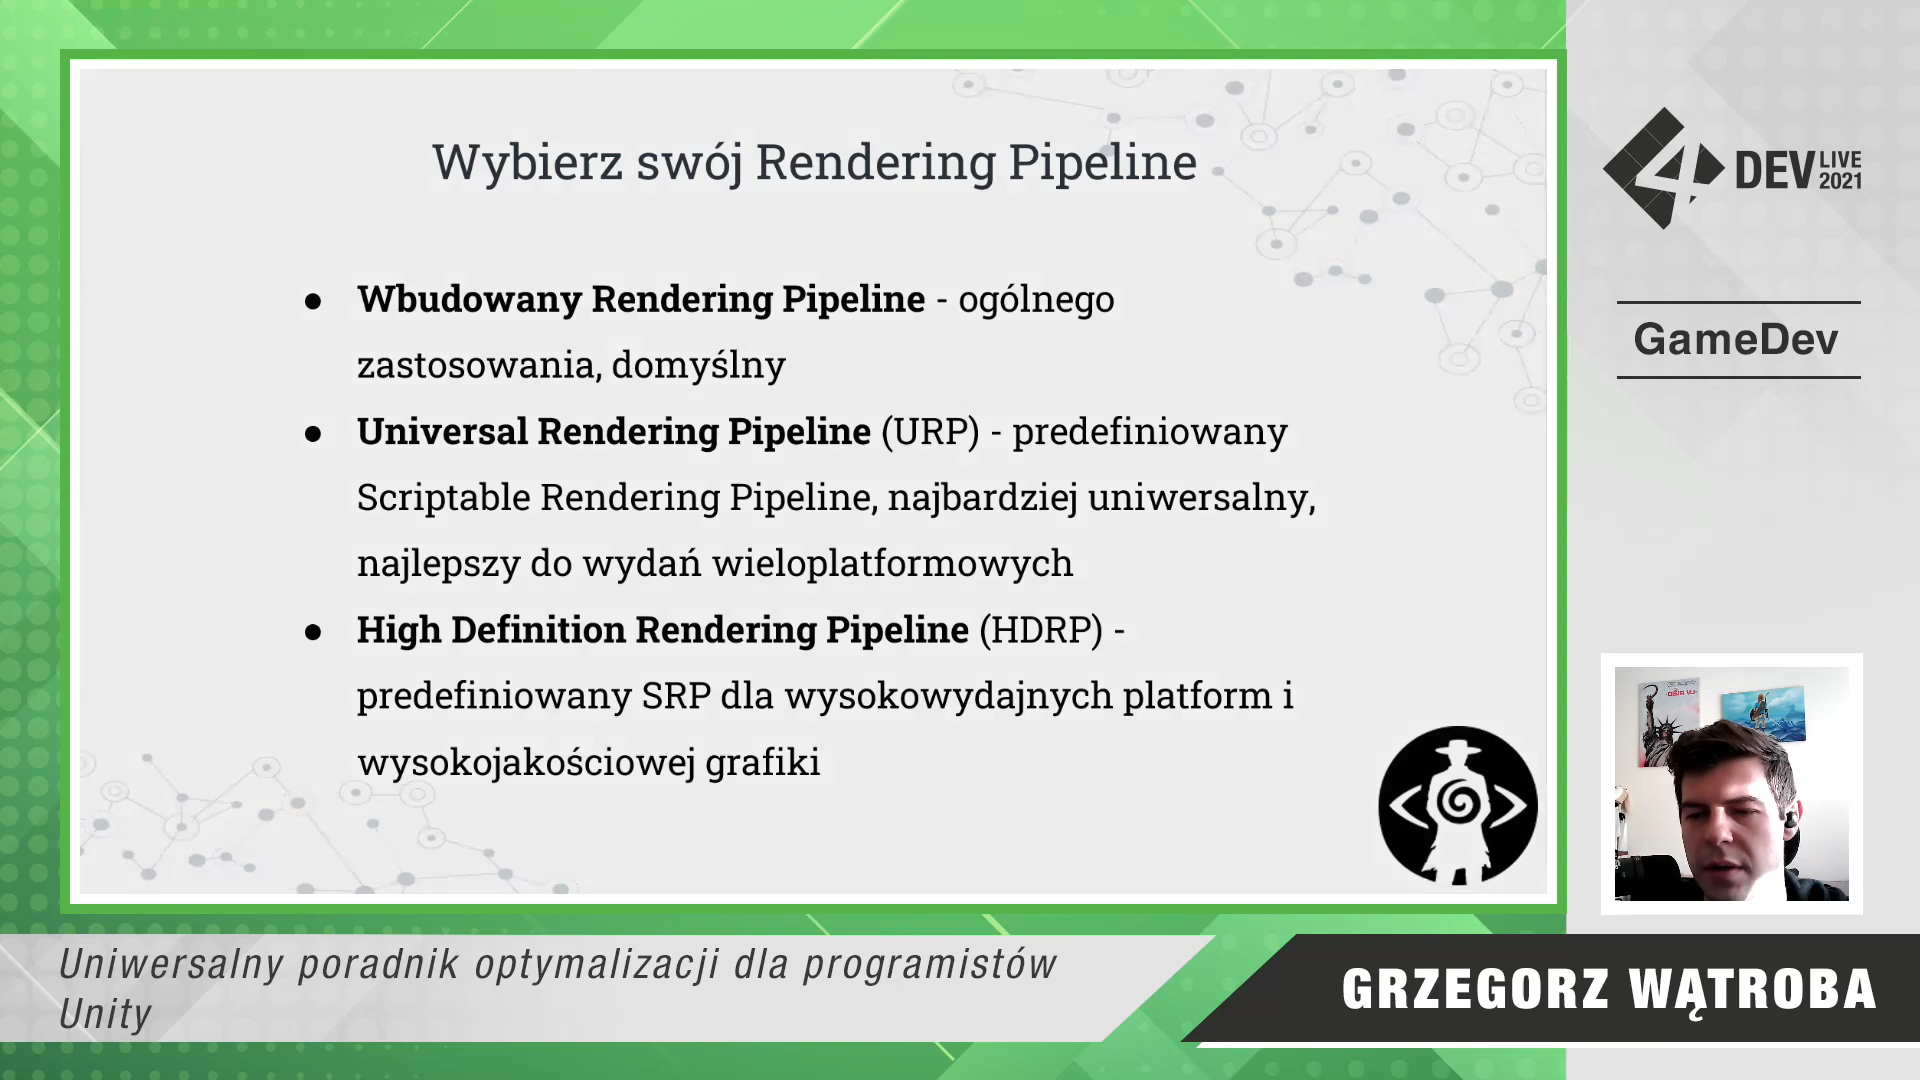 Wybierz swój Rendering Pipeline
● Wbudowany Rendering Pipeline - ogólnego
zastosowania, domyślny
● Universal Rendering Pipeline (URP) - predefiniowany
Scriptable Rendering Pipeline, najbardziej uniwersalny,
najlepszy do wydań wieloplatformowych
● High Definition Rendering Pipeline (HDRP) -
predefiniowany SRP dla wysokowydajnych platform i
wysokojakościowej grafiki
4 DEV LIVE
2021
GameDev
Uniwersalny poradnik optymalizacji dla programistów
Unity
GRZEGORZ WĄTROBA